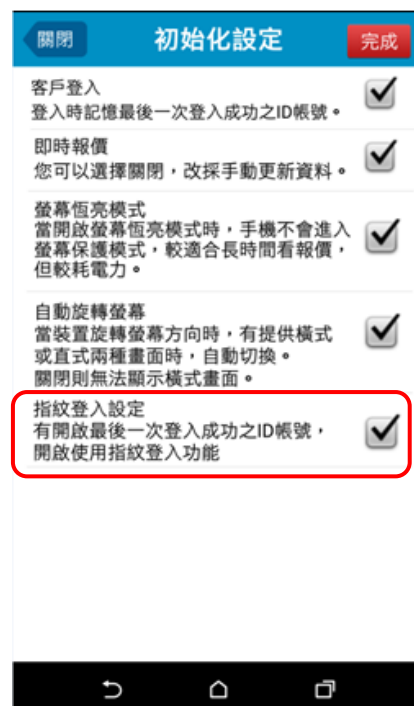 關閉
初始化設定
完成
客戶登入
登入時記憶最後一次登入成功之ID帳號。
即時報價
您可以選擇關閉，改採手動更新資料。
螢幕恆亮模式
當開啟螢幕恆亮模式時，手機不會進入
螢幕保護模式，較適合長時間看報價，
但較耗電力。
自動旋轉螢幕
當裝置旋轉螢幕方向時，有提供橫式
或直式兩種畫面時，自動切換。
關閉則無法顯示橫式畫面。
指紋登入設定
有開啟最後一次登入成功之ID帳號，
開啟使用指紋登入功能